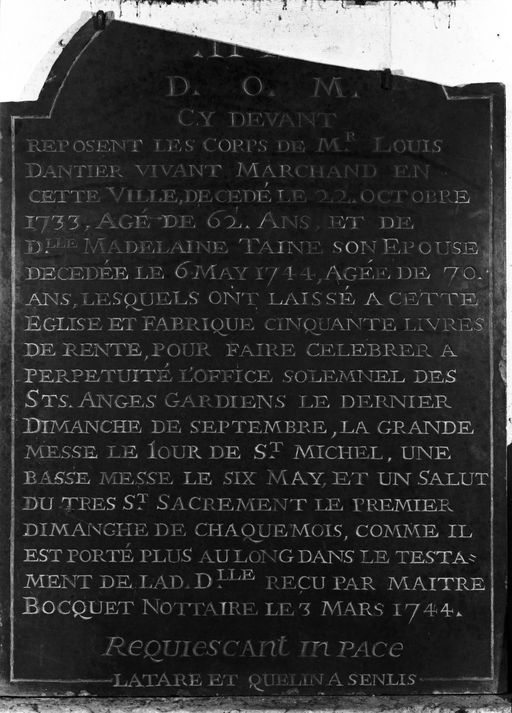 D. O. M.
CY DEVANT
REPOSENT LES CORPS DE M.R LOUIS
DANTIER VIVANT MARCHAND EN
CETTE VILLE, DECEDÉ LE 22. OCTOBRE
1733, AGÉ DE 62. ANS, ET DE
D.LLE MADELAINE TAINE SON EPOUSE
DECEDÉE LE 6 MAY 1744, AGÉE DE 70.
ANS, LESQUELS ONT LAISSÉ A CETTE
EGLISE ET FABRIQUE CINQUANTE LIVRES
DE RENTE, POUR FAIRE CELEBRER A
PERPETUITÉ L'OFFICE SOLEMNEL DES
STS. ANGES GARDIENS LE DERNIER
DIMANCHE DE SEPTEMBRE, LA GRANDE
MESSE LE IOUR DE ST MICHEL, UNE
BASSE MESSE LE SIX MAY, ET UN SALUT
DU TRES ST SACREMENT LE PREMIER
DIMANCHE DE CHAQUE MOIS, COMME IL
EST PORTÉ PLUS AU LONG DANS LE TESTA=
MENT DE LAD. D.LLE REÇU PAR MAITRE
BOCQUET NOTTAIRE LE 3 MARS 1744.
REQUIESCANT IN PACE
LATARE ET QUELIN A SENLIS